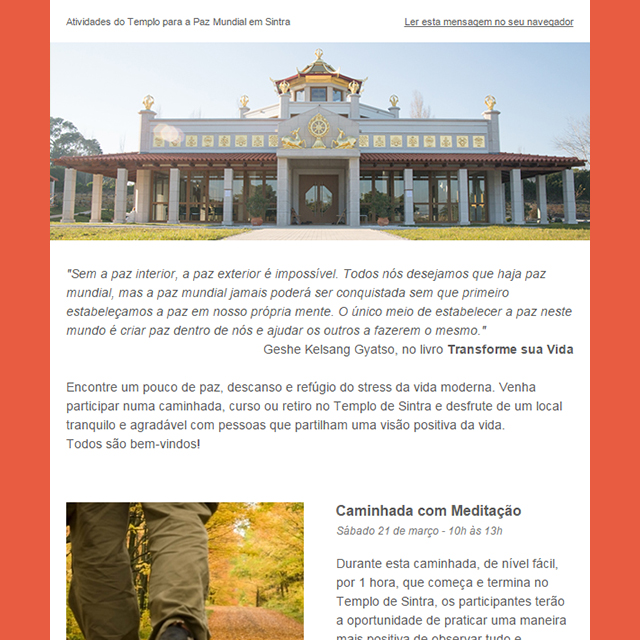 Atividades do Templo para a Paz Mundial em Sintra
Ler esta mensagem no seu navegador
"Sem a paz interior, a paz exterior é impossível. Todos nós desejamos que haja paz
mundial, mas a paz mundial jamais poderá ser conquistada sem que primeiro
estabeleçamos a paz em nosso própria mente. O único meio de estabelecer a paz neste
mundo é criar paz dentro de nós e ajudar os outros a fazerem o mesmo."
Geshe Kelsang Gyatso, no livro Transforme sua Vida
Encontre um pouco de paz, descanso e refúgio do stress da vida moderna. Venha
participar numa caminhada, curso ou retiro no Templo de Sintra e desfrute de um local
tranquilo e agradável com pessoas que partilham uma visão positiva da vida.
Todos são bem-vindos!
Caminhada com Meditação
Sábado 21 de março - 10h às 13h
Durante esta caminhada, de nível fácil,
por 1 hora, que começa e termina no
Templo de Sintra, os participantes terão
a oportunidade de praticar uma maneira
mais positiva de observar tudo e